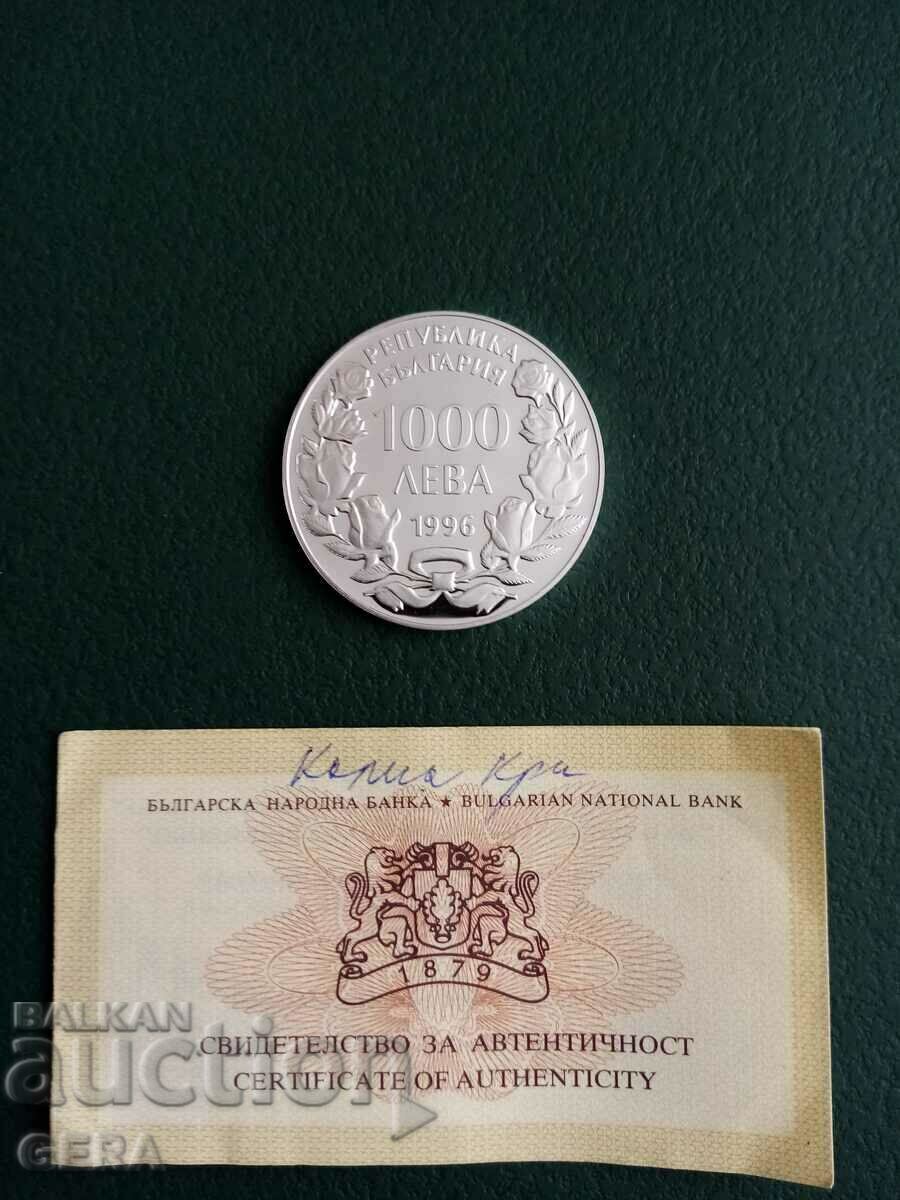 РЕПУБЛИКА
БЪЛГАРИЯ
1000
ЛЕВА
1996
БЪЛГАРСКА НАРОДНА БАНКА ★ BULGARIAN NATIONAL BANK
1879
СВИДЕТЕЛСТВО ЗА АВТЕНТИЧНОСТ
CERTIFICATE OF AUTHENTICITY
BALKAN
auction
GERA